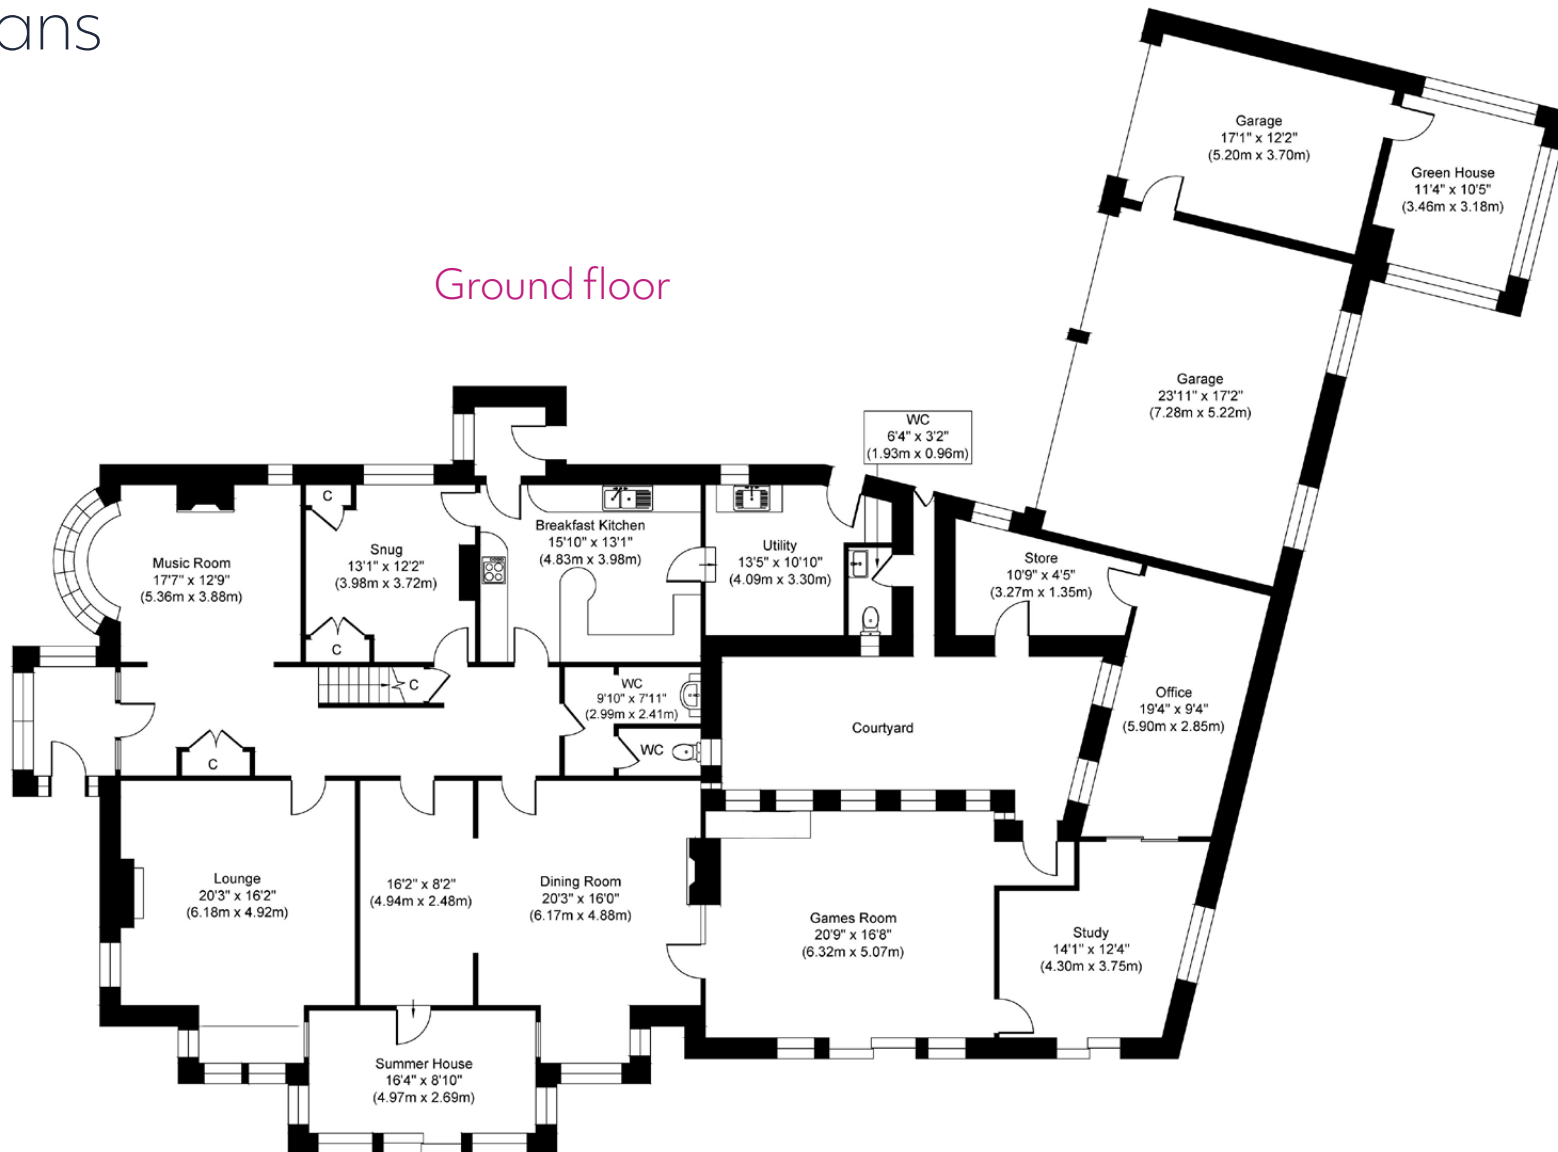 ans
Ground floor
Garage
17'1" x 12'2"
(5.20m x 3.70m)
Green House
11'4" x 10'5"
(3.46m x 3.18m)
Garage
23'11" x 17'2"
(7.28m x 5.22m)
WC
6'4" x 3'2"
(1.93m x 0.96m)
C
Music Room
17'7" x 12'9"
(5.36m x 3.88m)
Snug
13'1" x 12'2"
(3.98m x 3.72m)
C
Breakfast Kitchen
15'10" x 13'1"
(4.83m x 3.98m)
Utility
13'5" x 10'10"
(4.09m x 3.30m)
Store
10'9" x 4'5"
(3.27m x 1.35m)
C
WC
9'10" x 7'11"
(2.99m x 2.41m)
WC
Courtyard
Office
19'4" x 9'4"
(5.90m x 2.85m)
C
Lounge
20'3" x 16'2"
(6.18m x 4.92m)
16'2" x 8'2"
(4.94m x 2.48m)
Dining Room
20'3" x 16'0"
(6.17m x 4.88m)
Games Room
20'9" x 16'8"
(6.32m x 5.07m)
Study
14'1" x 12'4"
(4.30m x 3.75m)
Summer House
16'4" x 8'10"
(4.97m x 2.69m)